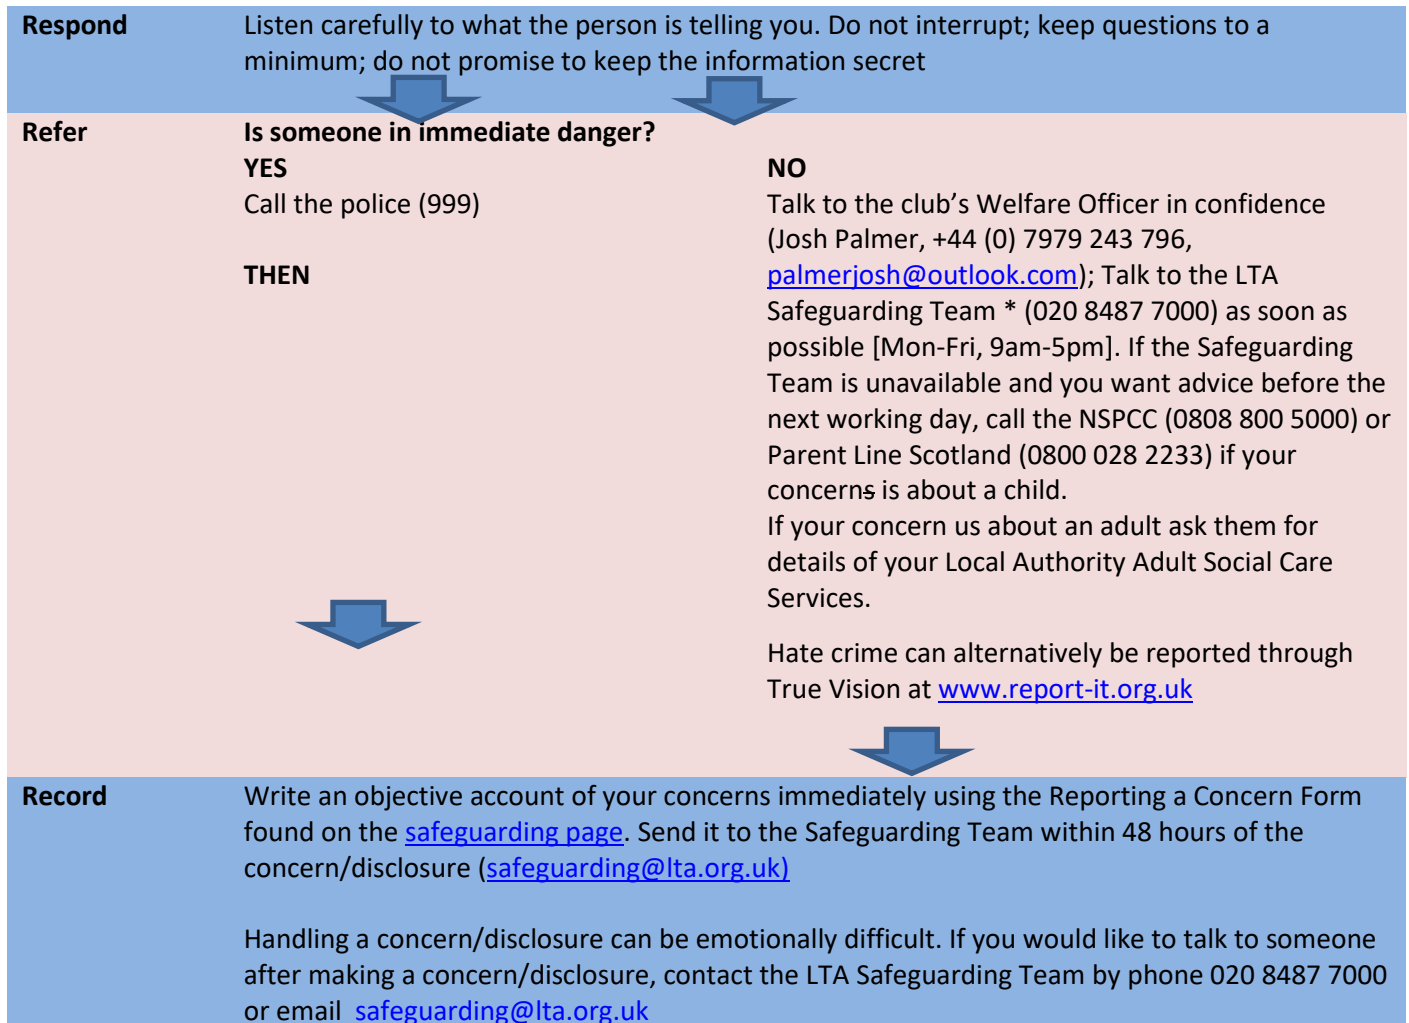 Respond
Listen carefully to what the person is telling you. Do not interrupt; keep questions to a
minimum; do not promise to keep the information secret
Refer
Is someone in immediate danger?
YES
Call the police (999)
THEN
NO
Talk to the club’s Welfare Officer in confidence
(Josh Palmer, +44 (0) 7979 243 796,
palmerjosh@outlook.com); Talk to the LTA
Safeguarding Team * (020 8487 7000) as soon as
possible [Mon-Fri, 9am-5pm]. If the Safeguarding
Team is unavailable and you want advice before the
next working day, call the NSPCC (0808 800 5000) or
Parent Line Scotland (0800 028 2233) if your
concerns is about a child.
If your concern us about an adult ask them for
details of your Local Authority Adult Social Care
Services.
Hate crime can alternatively be reported through
True Vision at www.report-it.org.uk
Record
Write an objective account of your concerns immediately using the Reporting a Concern Form
found on the safeguarding page. Send it to the Safeguarding Team within 48 hours of the
concern/disclosure (safeguarding@lta.org.uk)
Handling a concern/disclosure can be emotionally difficult. If you would like to talk to someone
after making a concern/disclosure, contact the LTA Safeguarding Team by phone 020 8487 7000
or email safeguarding@lta.org.uk